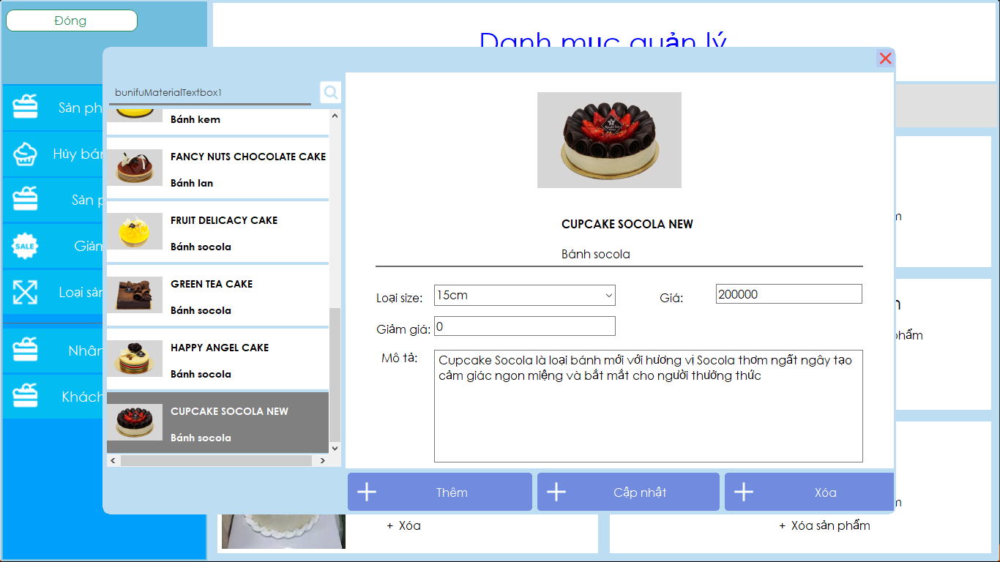 Đóng
Danh mục quản lý
bunifuMaterialTextbox1
Sản ph
Hủy bán
Sản p
SALE
Giảm
Loại sản
Nhân
Khách
Bánh kem
FANCY NUTS CHOCOLATE CAKE
Bánh lan
FRUIT DELICACY CAKE
Bánh socola
GREEN TEA CAKE
Bánh socola
HAPPY ANGEL CAKE
Bánh socola
CUPCAKE SOCOLA NEW
Bánh socola
CUPCAKE SOCOLA NEW
Bánh socola
Loại size: 15cm Giá: 200000
Giảm giá: 0
Mô tả: Cupcake Socola là loại bánh mới với hương vị Socola thơm ngất ngây tạo
cảm giác ngon miệng và bắt mắt cho người thưởng thức
Thêm
Cập nhật
Xóa
phẩm
+ Xóa
+ Xóa sản phẩm